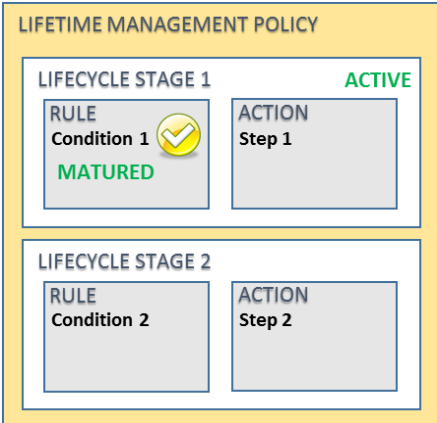 LIFETIME MANAGEMENT POLICY
LIFECYCLE STAGE 1 ACTIVE
RULE
Condition 1
MATURED
ACTION
Step 1
LIFECYCLE STAGE 2
RULE
Condition 2
ACTION
Step 2